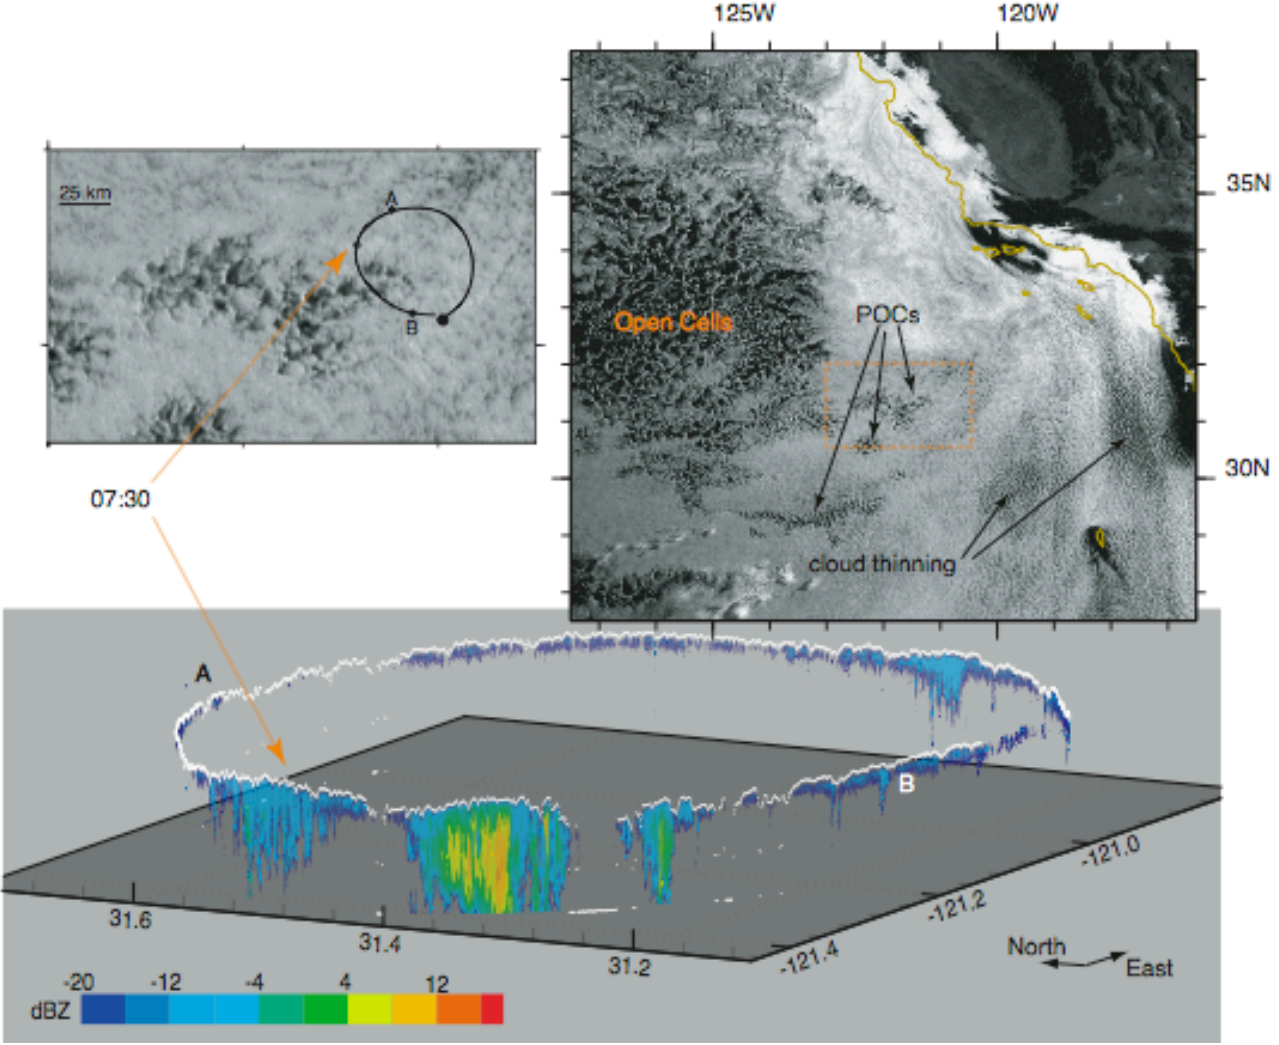 125W 120W
35N
25 km
A
Open Cells
POCs
B
30N
07:30
cloud thinning
A
B
-121.0
-121.2
31.6
31.4
31.2
-121.4
North
East
-20 -12 -4 4 12
dBZ